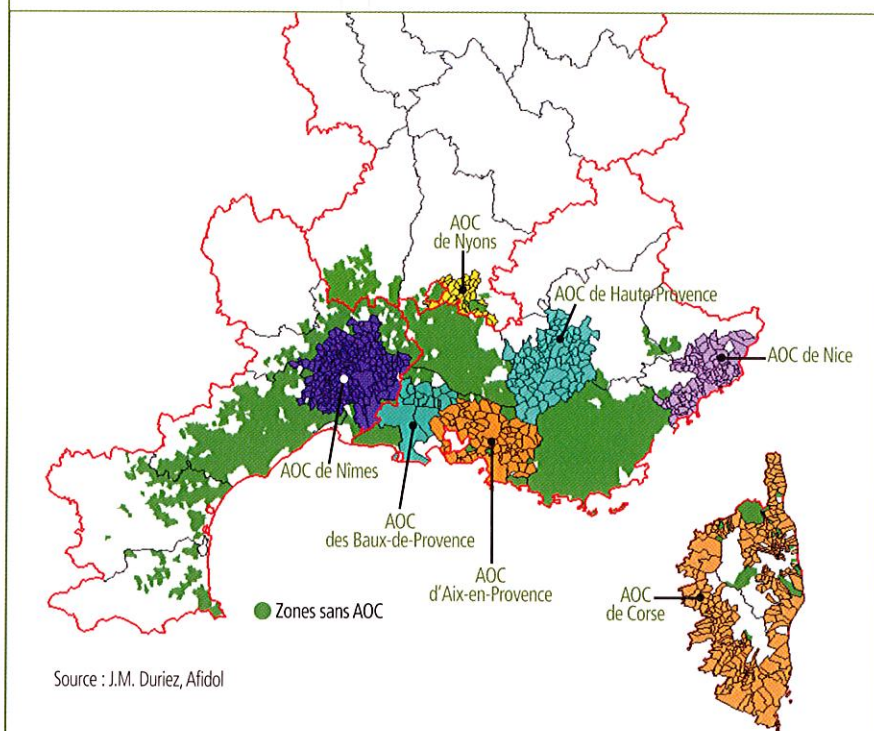 AOC
de Nyons
AOC de Haute-Provence
AOC de Nice
AOC de Nîmes
AOC
des Baux-de-Provence
AOC
d'Aix-en-Provence
AOC
de Corse
Zones sans AOC
Source : J.M. Duriez, Afidol